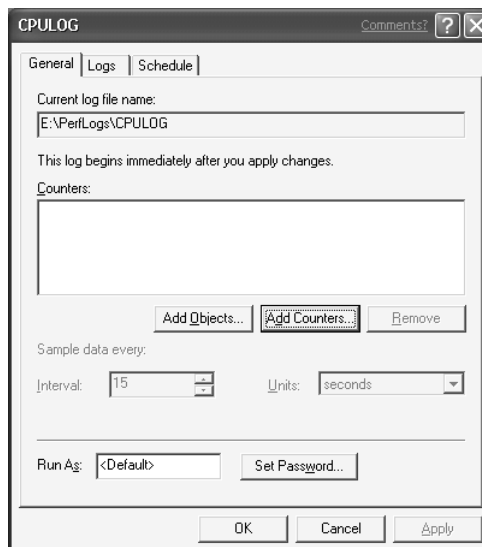 CPULOG Comments? ?
General Logs Schedule
Current log file name:
E:\PerfLogs\CPULOG
This log begins immediately after you apply changes.
Counters:
Add Objects... Add Counters... Remove
Sample data every:
Interval: 15 Units: seconds
Run As: <Default> Set Password...
OK Cancel Apply